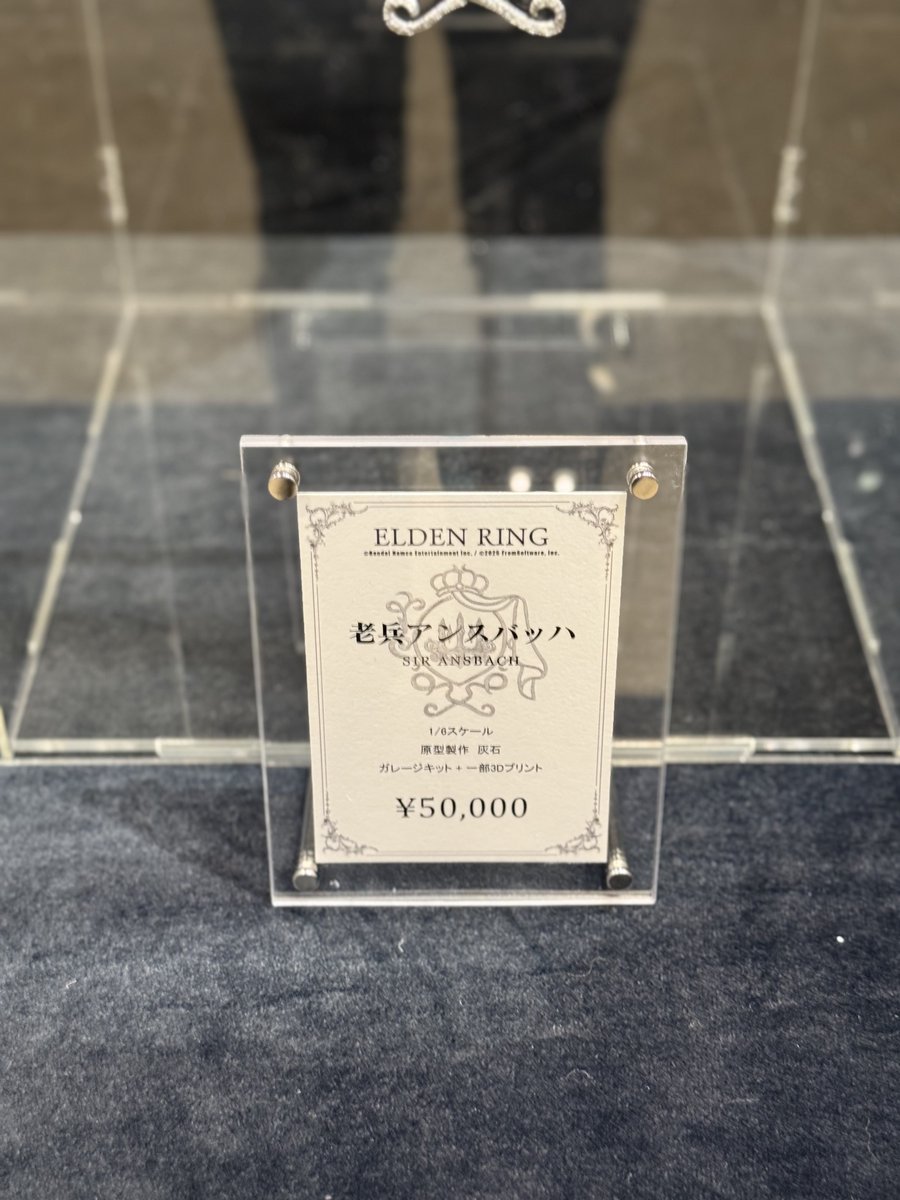 ELDEN RING
©Bandai Namco Entertainment Inc. / ©2025 FromSoftware, Inc.
老兵アンスバッハ
SIR ANSBACH
1/6スケール
原型製作 灰石
ガレージキット + 一部3Dプリント
¥50,000